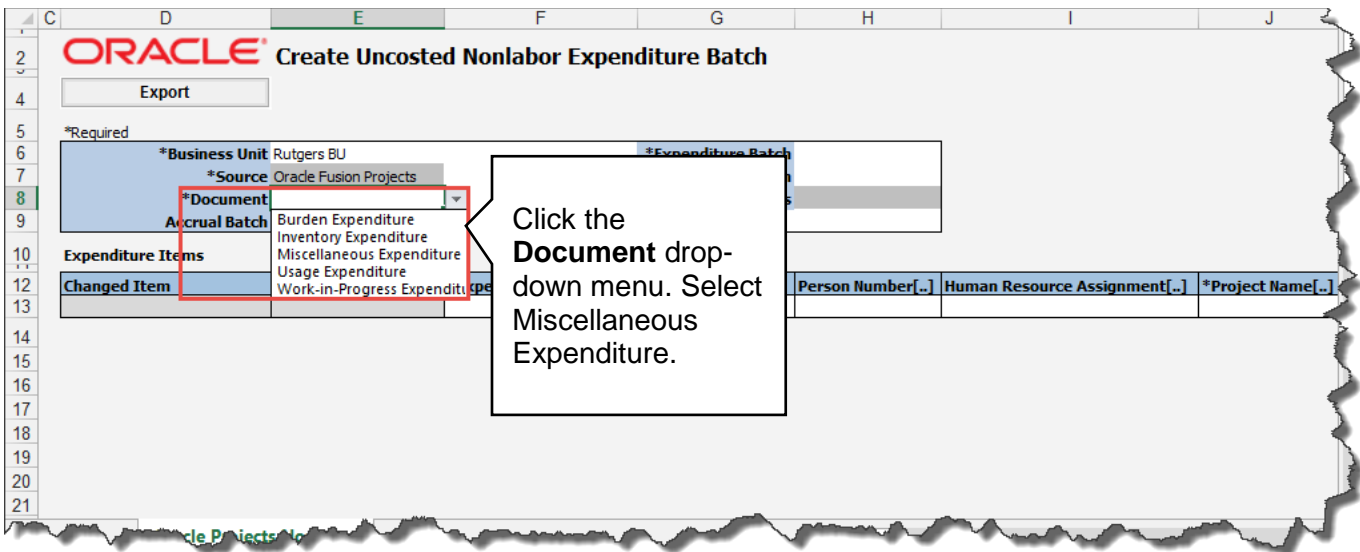 C D E F G H I J
2 ORACLE Create Uncosted Nonlabor Expenditure Batch
4 Export
5 *Required
6 *Business Unit Rutgers BU *Expenditure Batch
7 *Source Oracle Fusion Projects
8 *Document
9 Accrual Batch
Burden Expenditure
Inventory Expenditure
Miscellaneous Expenditure
Usage Expenditure
Work-in-Progress Expenditu
Click the
Document drop-
down menu. Select
Miscellaneous
Expenditure.
10 Expenditure Items
12 Changed Item Person Number[..] Human Resource Assignment[..] *Project Name[..]
13
14
15
16
17
18
19
20
21